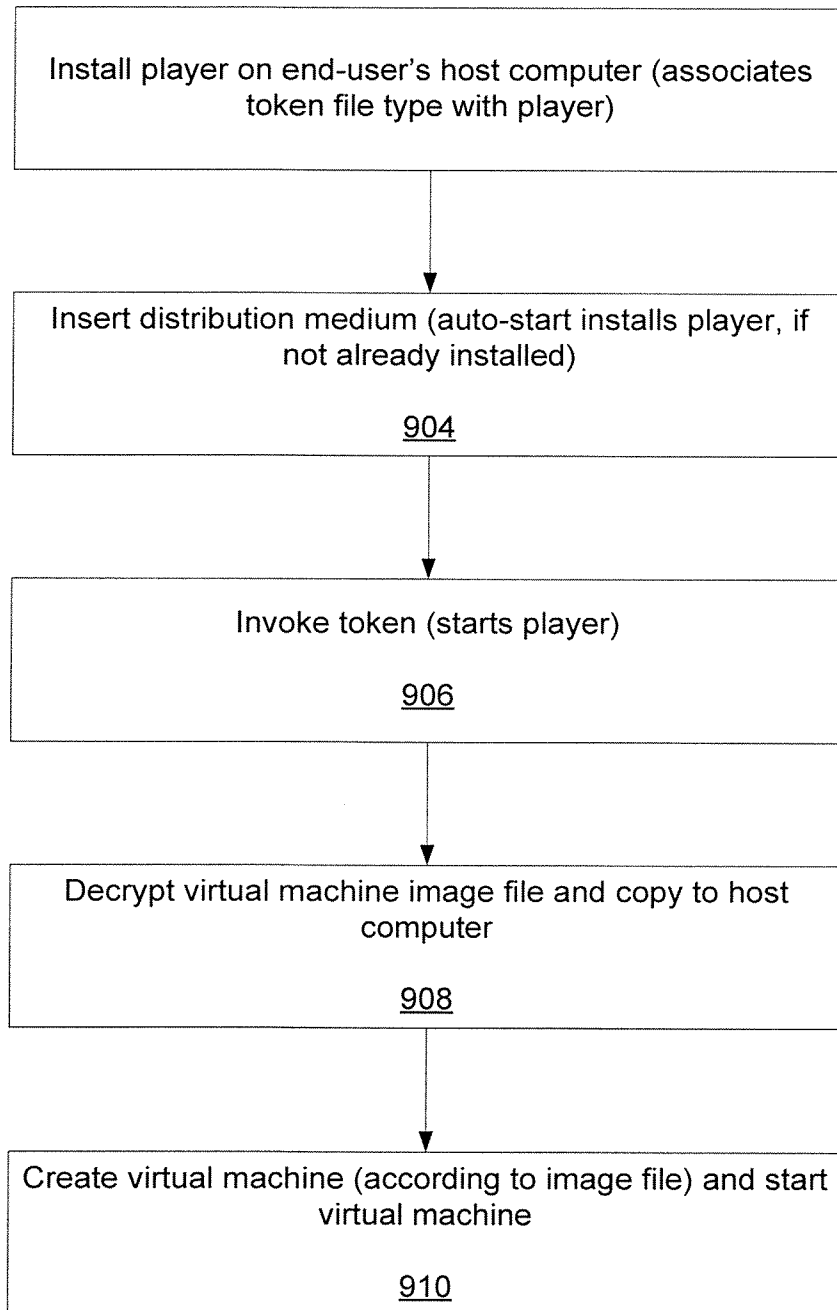 Install player on end-user's host computer (associates
token file type with player)
Insert distribution medium (auto-start installs player, if
not already installed)
904
Invoke token (starts player)
906
Decrypt virtual machine image file and copy to host
computer
908
Create virtual machine (according to image file) and start
virtual machine
910